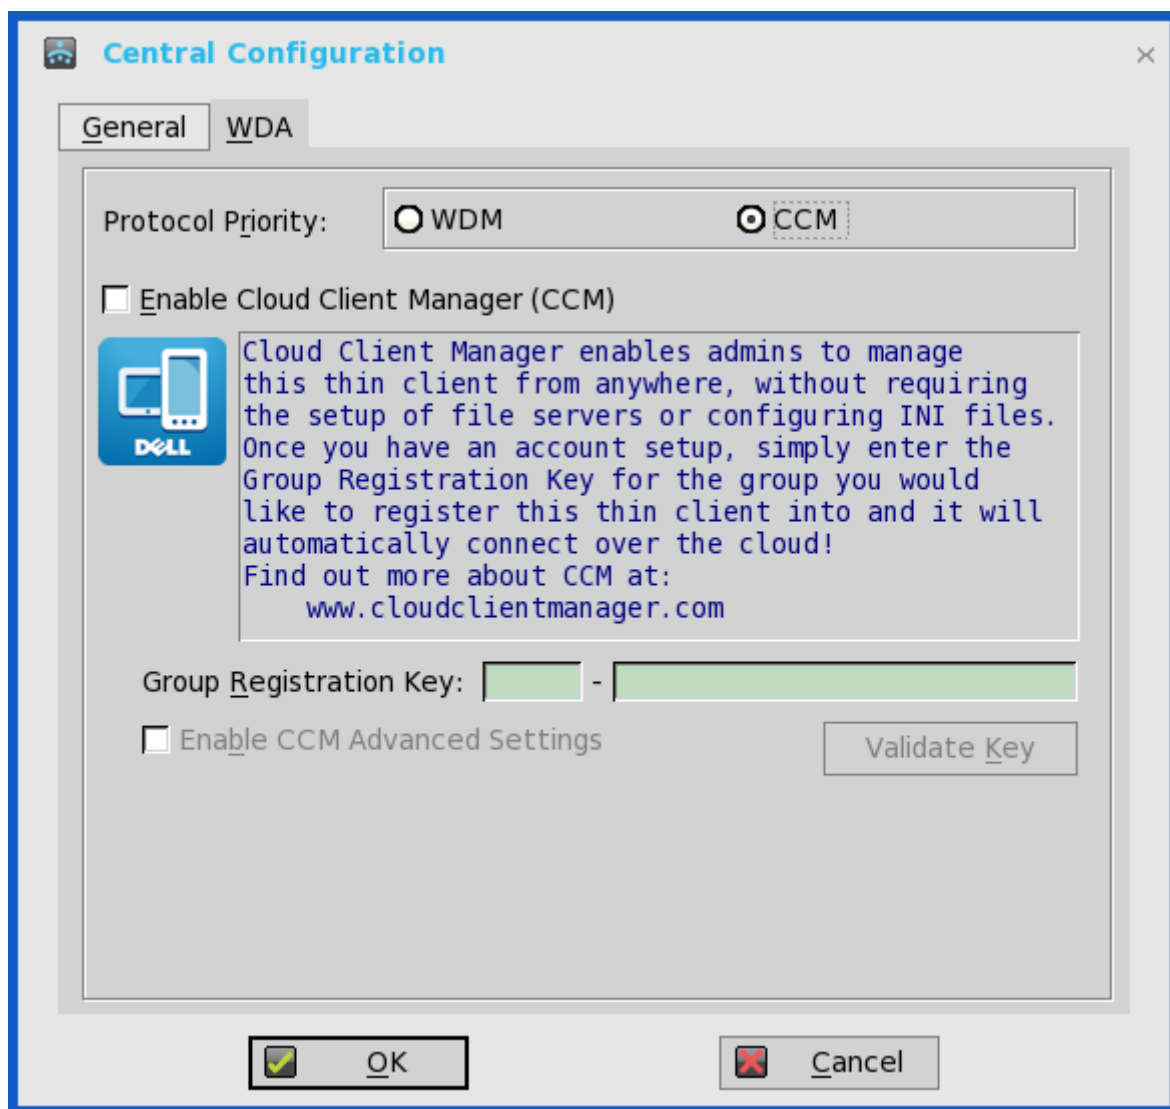 Central Configuration
General WDA
Protocol Priority: WDM CCM
Enable Cloud Client Manager (CCM)
Cloud Client Manager enables admins to manage
this thin client from anywhere, without requiring
the setup of file servers or configuring INI files.
Once you have an account setup, simply enter the
Group Registration Key for the group you would
like to register this thin client into and it will
automatically connect over the cloud!
Find out more about CCM at:
www.cloudclientmanager.com
DELL
Group Registration Key: -
Enable CCM Advanced Settings Validate Key
OK Cancel